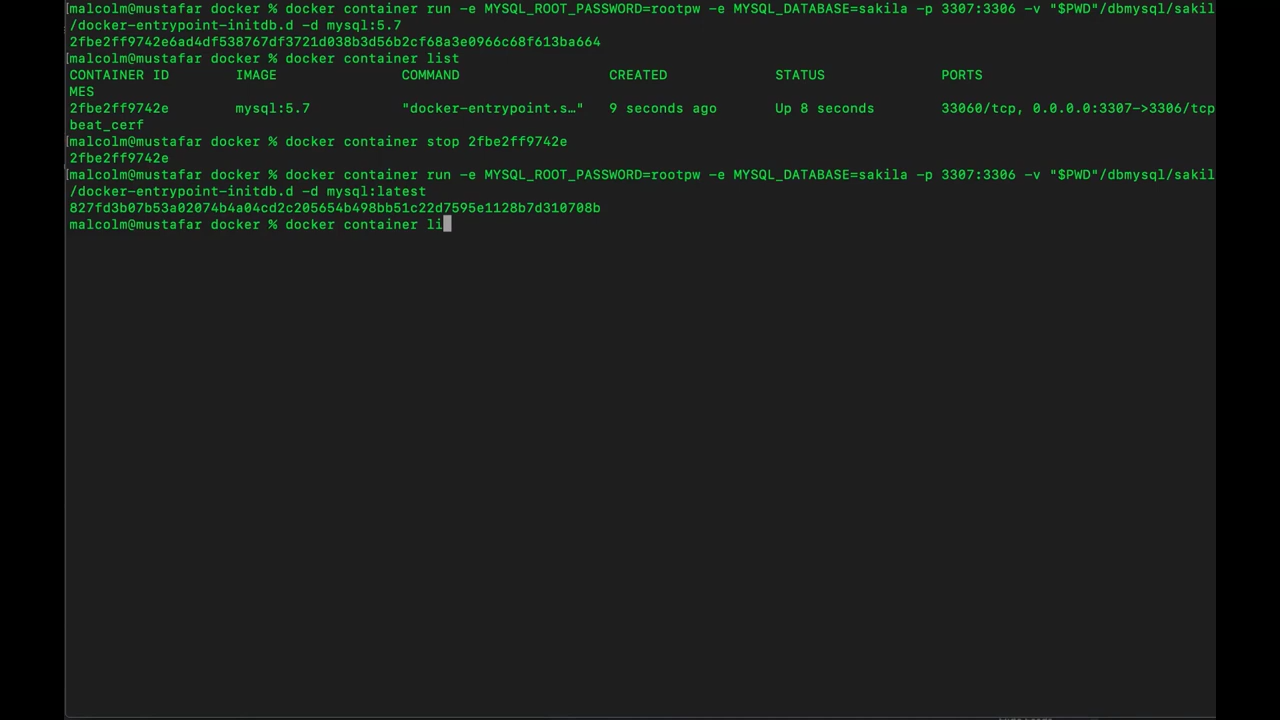 [malcolm@mustafar docker % docker container run -e MYSQL_ROOT_PASSWORD=rootpw -e MYSQL_DATABASE=sakila -p 3307:3306 -v "$PWD"/dbmysql/sakil
/docker-entrypoint-initdb.d -d mysql:5.7
2fbe2ff9742e6ad4df538767df3721d038b3d56b2cf68a3e0966c68f613ba664
[malcolm@mustafar docker % docker container list
CONTAINER ID IMAGE COMMAND CREATED STATUS PORTS
MES
2fbe2ff9742e mysql:5.7 "docker-entrypoint.s…" 9 seconds ago Up 8 seconds 33060/tcp, 0.0.0.0:3307->3306/tcp
beat_cerf
[malcolm@mustafar docker % docker container stop 2fbe2ff9742e
2fbe2ff9742e
[malcolm@mustafar docker % docker container run -e MYSQL_ROOT_PASSWORD=rootpw -e MYSQL_DATABASE=sakila -p 3307:3306 -v "$PWD"/dbmysql/sakil
/docker-entrypoint-initdb.d -d mysql:latest
827fd3b07b53a02074b4a04cd2c205654b498bb51c22d7595e1128b7d310708b
malcolm@mustafar docker % docker container li